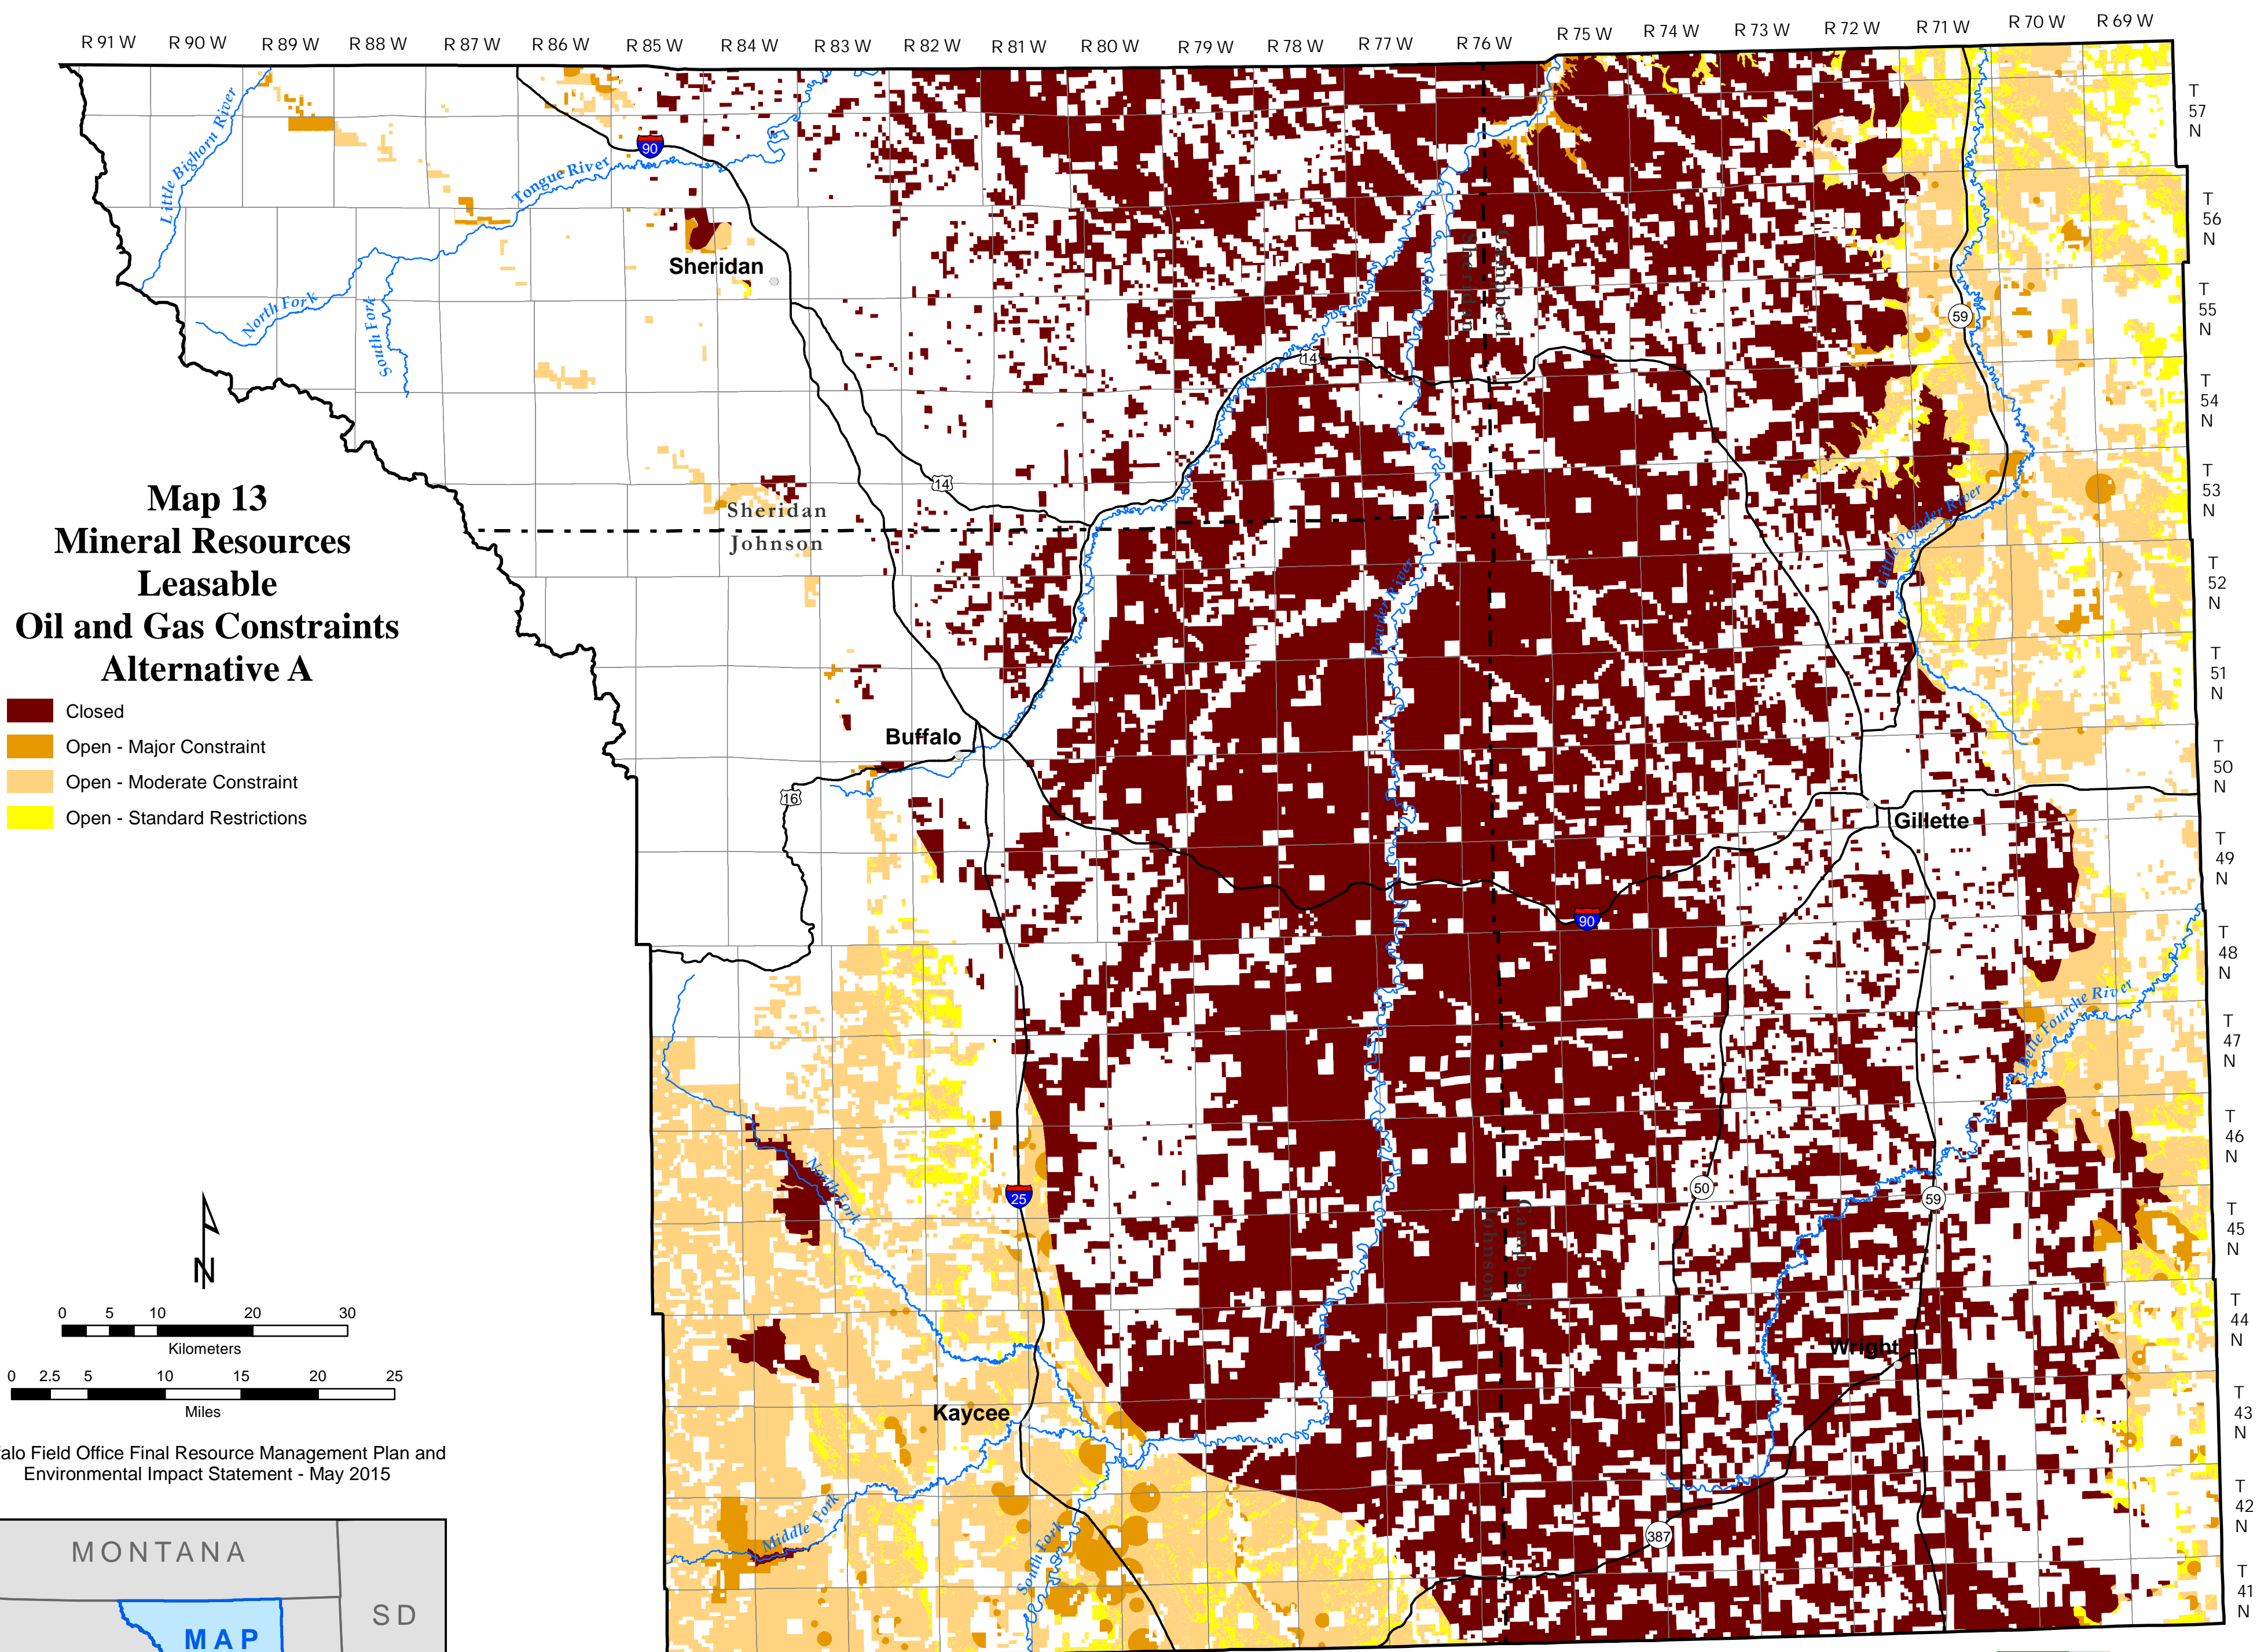 R 91 W R 90 W R 89 W R 88 W R 87 W R 86 W R 85 W R 84 W R 83 W R 82 W R 81 W R 80 W R 79 W R 78 W R 77 W R 76 W R 75 W R 74 W R 73 W R 72 W R 71 W R 70 W R 69 W
T
57
N
T
56
N
T
55
N
T
54
N
T
53
N
T
52
N
T
51
N
T
50
N
T
49
N
T
48
N
T
47
N
T
46
N
T
45
N
T
44
N
T
43
N
T
42
N
T
41
N
Little Bighorn River
Tongue River
90
Sheridan
North Fork
South Fork
Sheridan
Campbell
59
14
14
Sheridan
Johnson
Little Powder River
Powder River
Buffalo
16
Gillette
90
Belle Fourche River
North Fork
25
50
59
Johnson
Campbell
Wright
Kaycee
Middle Fork
South Fork
387
Map 13
Mineral Resources
Leasable
Oil and Gas Constraints
Alternative A
Closed
Open - Major Constraint
Open - Moderate Constraint
Open - Standard Restrictions
N
0 5 10 20 30
Kilometers
0 2.5 5 10 15 20 25
Miles
alo Field Office Final Resource Management Plan and
Environmental Impact Statement - May 2015
MONTANA
SD
MAP